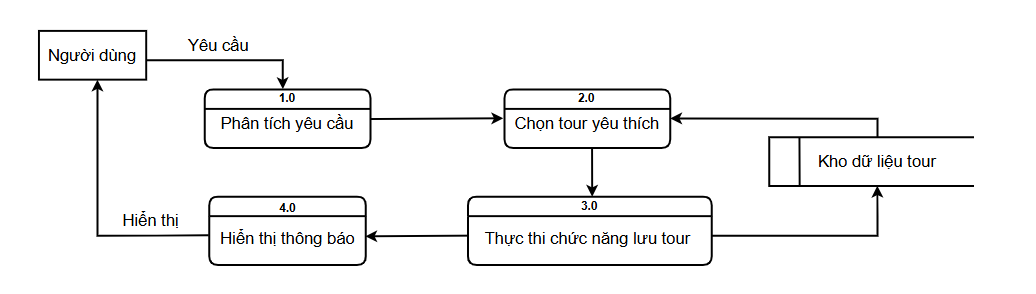 Người dùng
Yêu cầu
1.0
Phân tích yêu cầu
2.0
Chọn tour yêu thích
Kho dữ liệu tour
3.0
Thực thi chức năng lưu tour
4.0
Hiển thị thông báo
Hiển thị